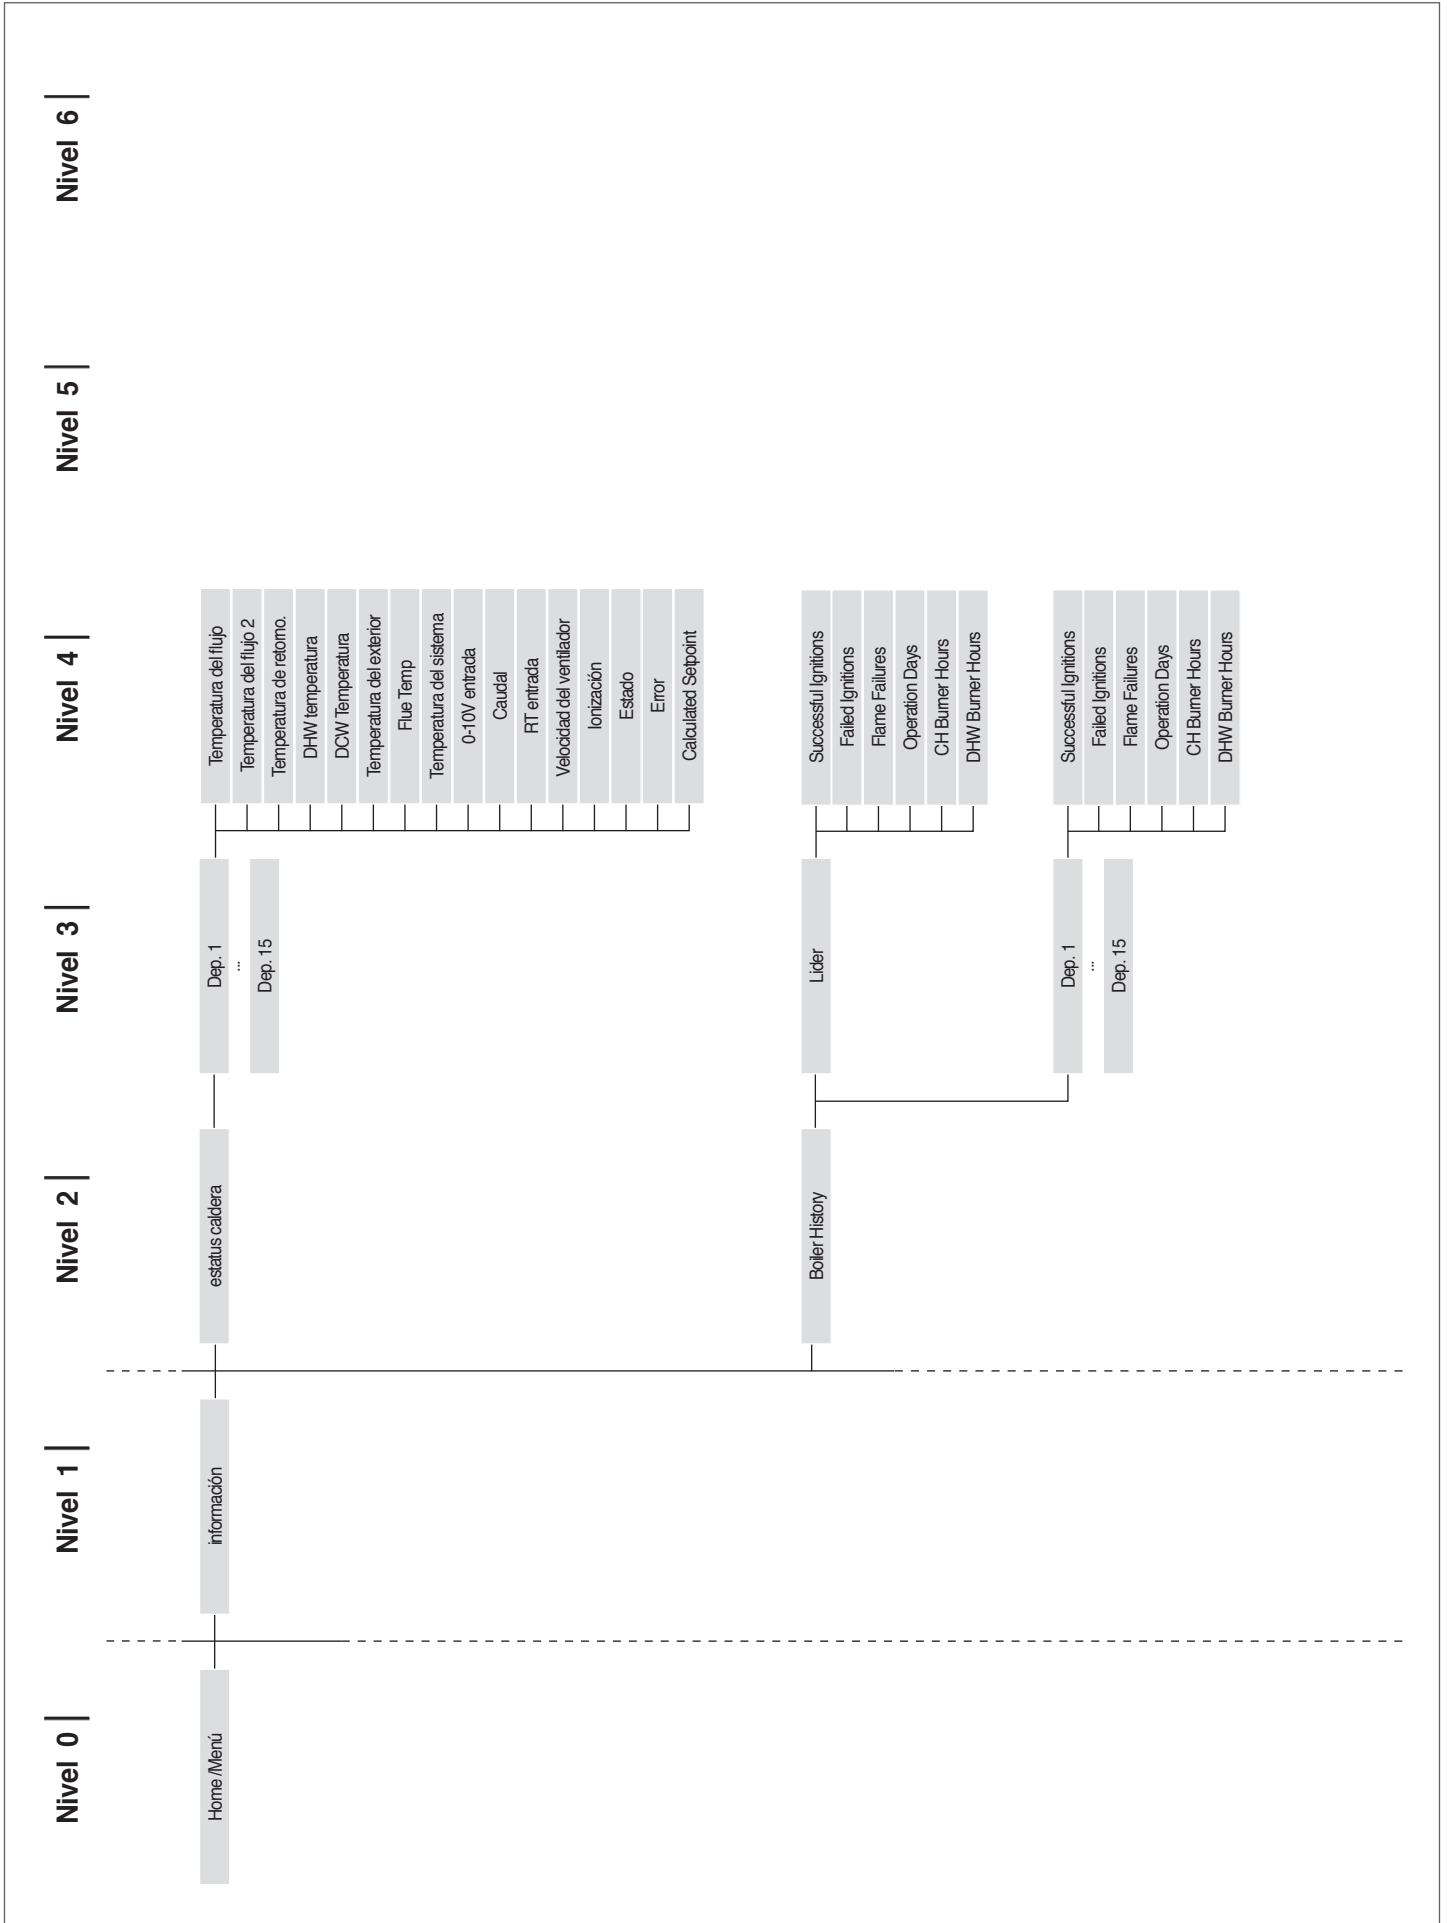 Nivel 0
Nivel 1
Nivel 2
Nivel 3
Nivel 4
Nivel 5
Nivel 6
Home /Menú
información
estatus caldera
Dep. 1
...
Dep. 15
Temperatura del flujo
Temperatura del flujo 2
Temperatura de retorno.
DHW temperatura
DCW Temperatura
Temperatura del exterior
Flue Temp
Temperatura del sistema
0-10V entrada
Caudal
RT entrada
Velocidad del ventilador
Ionización
Estado
Error
Calculated Setpoint
Boiler History
Lider
Successful Ignitions
Failed Ignitions
Flame Failures
Operation Days
CH Burner Hours
DHW Burner Hours
Dep. 1
...
Dep. 15
Successful Ignitions
Failed Ignitions
Flame Failures
Operation Days
CH Burner Hours
DHW Burner Hours